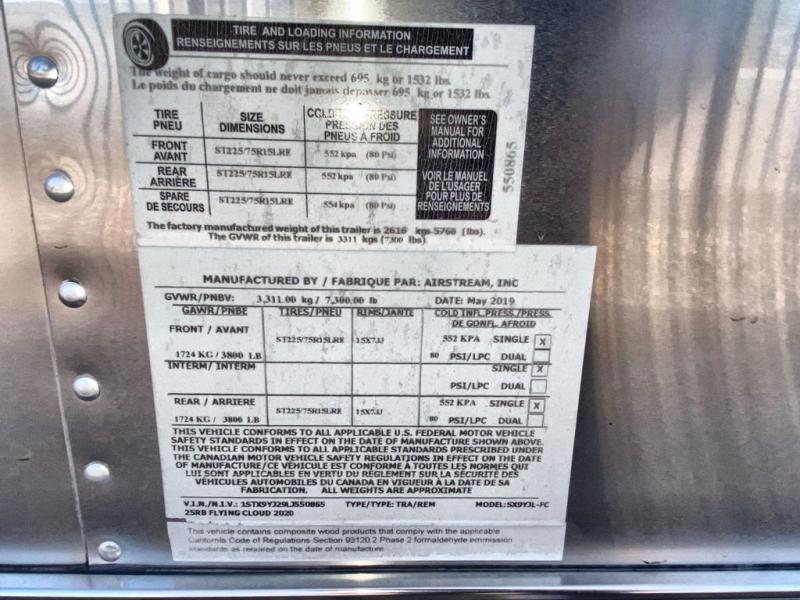 TIRE AND LOADING INFORMATION
RENSEIGNEMENTS SUR LES PNEUS ET LE CHARGEMENT
The weight of cargo should never exceed 695 kg or 1532 lbs
Le poids du chargement ne doit jamais depasser 695 kg or 1532 lbs
TIRE
PNEU
SIZE
DIMENSIONS
COLD PRESSURE
PRESSION DES
PNEUS A FROID
SEE OWNER'S
MANUAL FOR
ADDITIONAL
INFORMATION
VOIR LE MANUEL
DE L'USAGER
POUR PLUS DE
RENSEIGNEMENTS
550865
FRONT
AVANT
ST225/75R15LRE
552 kpa (80 Psi)
REAR
ARRIÈRE
ST225/75R15LRE
552 kpa (80 Psi)
SPARE
DE SECOURS
ST225/75R15LRE
554 kpa (80 Psi)
The factory manufactured weight of this trailer is 2616 kgs 5768 (lbs).
The GVWR of this trailer is 3311 kgs (7300 lbs)
MANUFACTURED BY / FABRIQUE PAR: AIRSTREAM, INC
GVWR/PNBV: 3,311.00 kg / 7,300.00 lb DATE: May 2019
GAWR/PNBE TIRES/PNEU RIMS/JANTE COLD INFL.PRESS./PRESS.
DE GONFL. AFROID
FRONT / AVANT ST225/75R15LRE 15X7JJ 552 KPA SINGLE X
1724 KG / 3800 LB 80 PSI/LPC DUAL
INTERM/ INTERM SINGLE X
PSI/LPC DUAL
REAR / ARRIERE ST225/75R15LRE 15X7JJ 552 KPA SINGLE X
1724 KG / 3800 LB 80 PSI/LPC DUAL
THIS VEHICLE CONFORMS TO ALL APPLICABLE U.S. FEDERAL MOTOR VEHICLE
SAFETY STANDARDS IN EFFECT ON THE DATE OF MANUFACTURE SHOWN ABOVE.
THIS VEHICLE CONFORMS TO ALL APPLICABLE STANDARDS PRESCRIBED UNDER
THE CANADIAN MOTOR VEHICLE SAFETY REGULATIONS IN EFFECT ON THE DATE
OF MANUFACTURE/CE VÉHICULE EST CONFORME À TOUTES LES NORMES QUI
LUI SONT APPLICABLES EN VERTU DU RÈGLEMENT SUR LA SÉCURITÉ DES
VÉHICULES AUTOMOBILES DU CANADA EN VIGUEUR À LA DATE DE SA
FABRICATION. ALL WEIGHTS ARE APPROXIMATE
V.I.N./N.I.V.: 1STX9YJ29LJ550865 TYPE/TYPE: TRA/REM MODEL: SX9YJL-FC
25RB FLYING CLOUD 2020
This vehicle contains composite wood products that comply with the applicable
California Code of Regulations Section 93120.2 Phase 2 formaldehyde emmission
standards as required on the date of manufacture